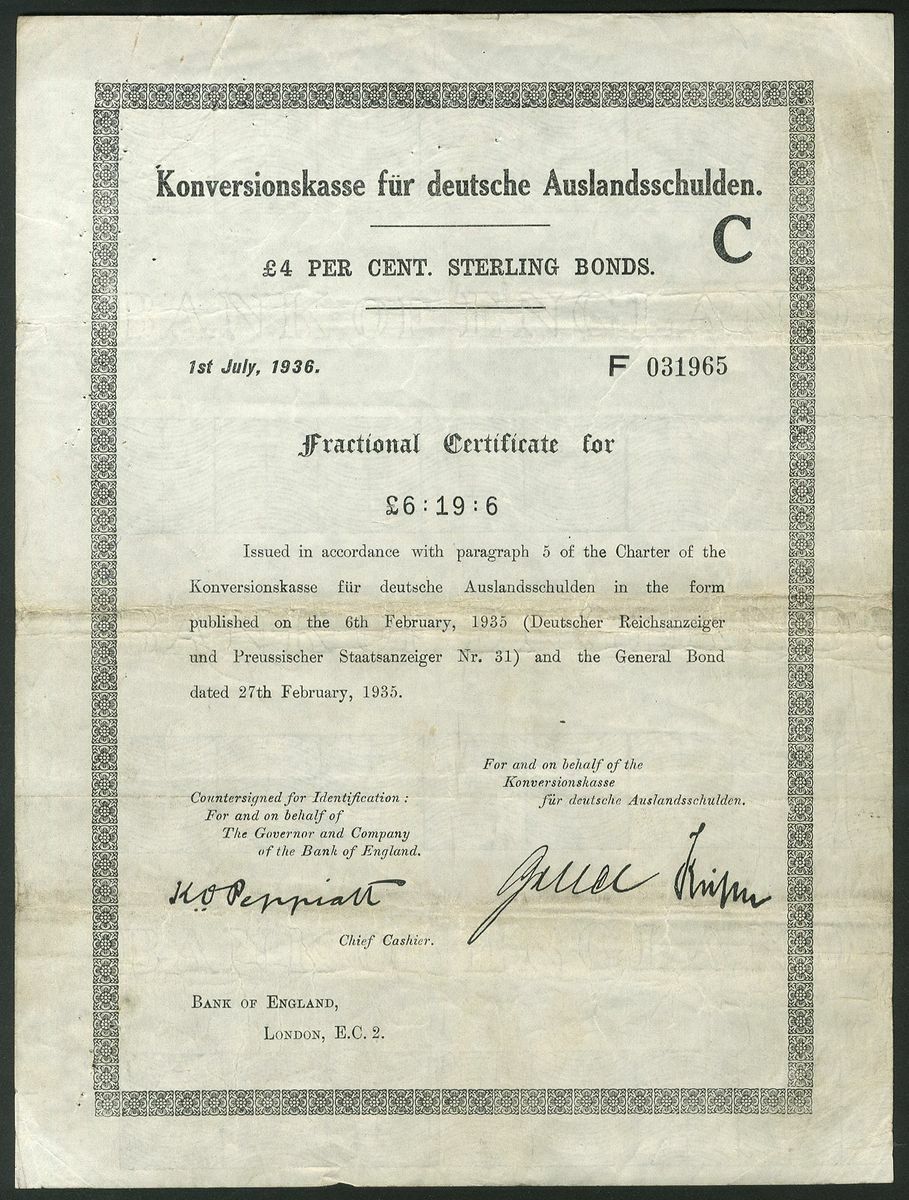 Konversionskasse für deutsche Auslandsschulden.
C
£4 PER CENT. STERLING BONDS.
1st July, 1936.
F 031965
Fractional Certificate for
£6:19:6
Issued in accordance with paragraph 5 of the Charter of the
Konversionskasse für deutsche Auslandsschulden in the form
published on the 6th February, 1935 (Deutscher Reichsanzeiger
und Preussischer Staatsanzeiger Nr. 31) and the General Bond
dated 27th February, 1935.
For and on behalf of the
Konversionskasse
für deutsche Auslandsschulden.
Countersigned for Identification :
For and on behalf of
The Governor and Company
of the Bank of England.
K.O Peppiatt
Chief Cashier.
BANK OF ENGLAND,
LONDON, E.C. 2.